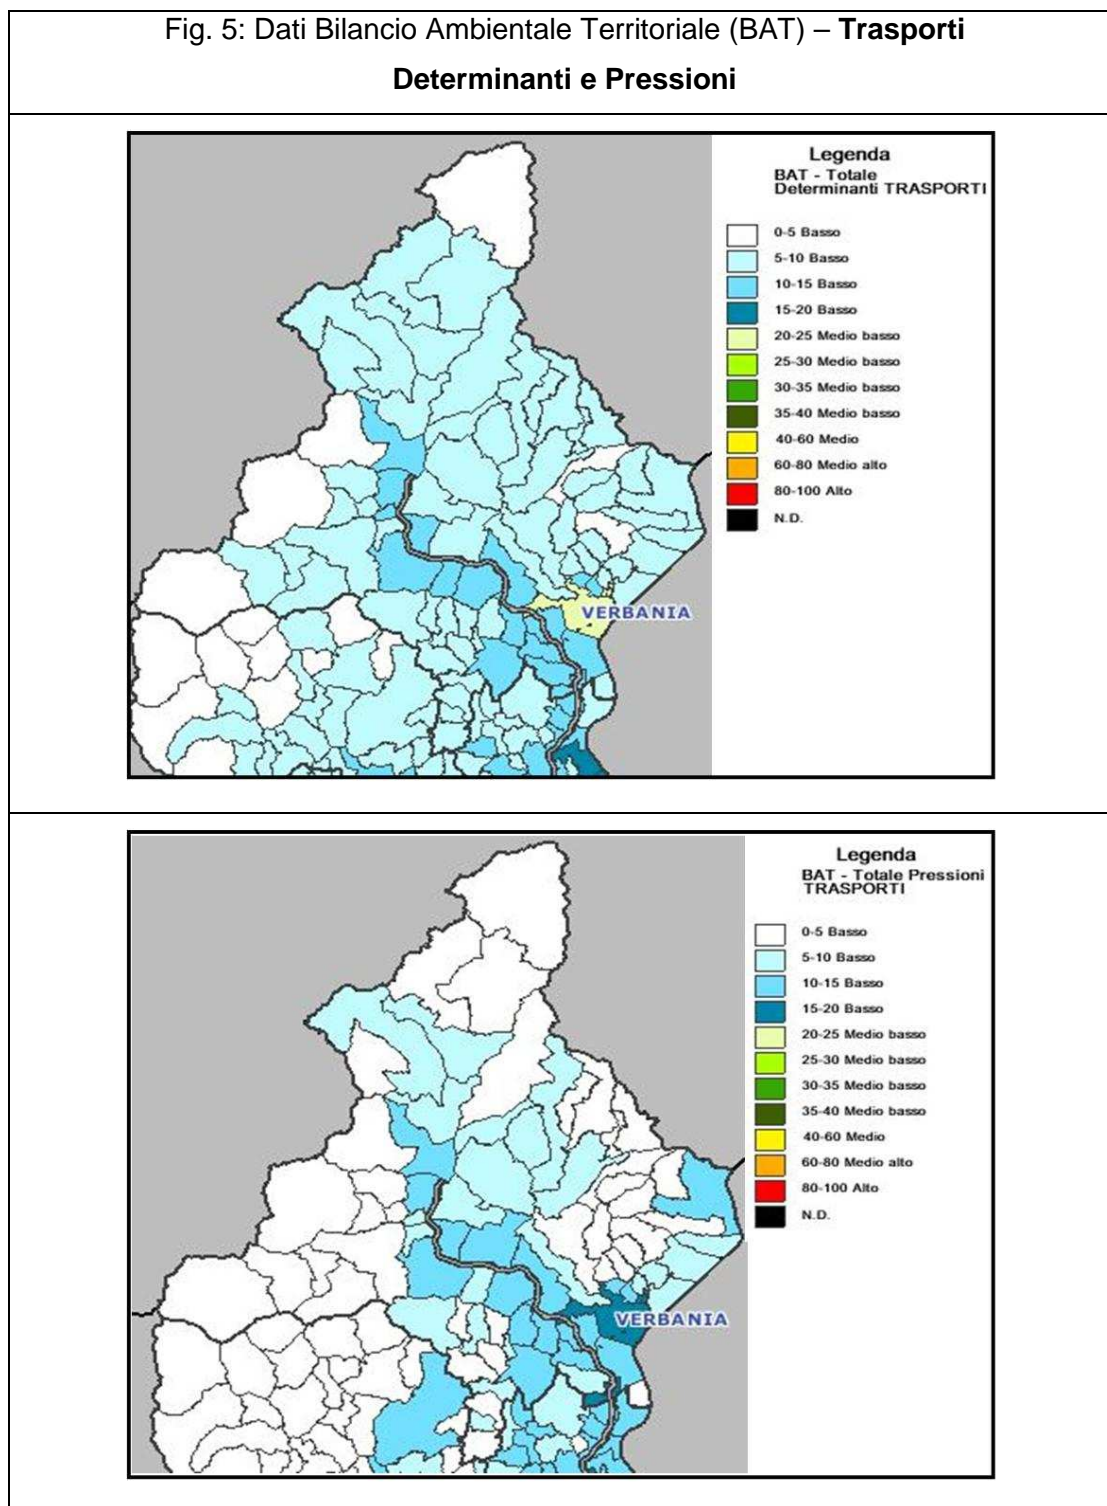 Fig. 5: Dati Bilancio Ambientale Territoriale (BAT) – Trasporti
Determinanti e Pressioni
Legenda
BAT - Totale
Determinanti TRASPORTI
0-5 Basso
5-10 Basso
10-15 Basso
15-20 Basso
20-25 Medio basso
25-30 Medio basso
30-35 Medio basso
35-40 Medio basso
40-60 Medio
60-80 Medio alto
80-100 Alto
N.D.
VERBANIA
Legenda
BAT - Totale Pressioni
TRASPORTI
0-5 Basso
5-10 Basso
10-15 Basso
15-20 Basso
20-25 Medio basso
25-30 Medio basso
30-35 Medio basso
35-40 Medio basso
40-60 Medio
60-80 Medio alto
80-100 Alto
N.D.
VERBANIA